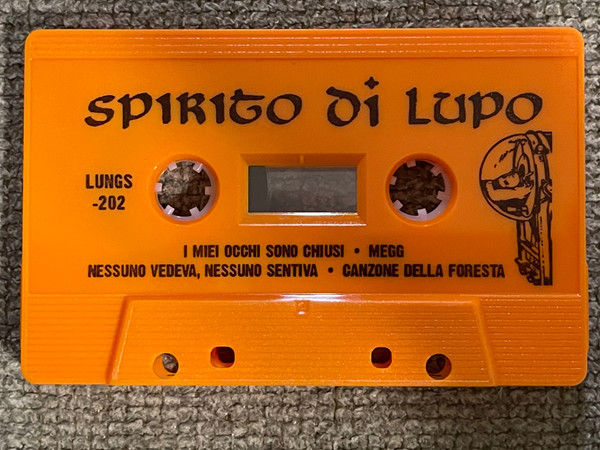 SPIRITO DI LUPO
LUNGS
-202
I MIEI OCCHI SONO CHIUSI • MEGG
NESSUNO VEDEVA, NESSUNO SENTIVA • CANZONE DELLA FORESTA